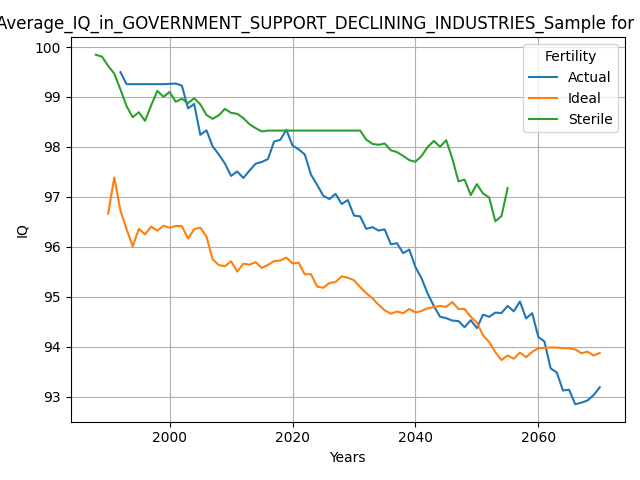 Average_IQ_in_GOVERNMENT_SUPPORT_DECLINING_INDUSTRIES_Sample for
100
99
98
97
96
95
94
93
IQ
Fertility
Actual
Ideal
Sterile
2000
2020
2040
2060
Years